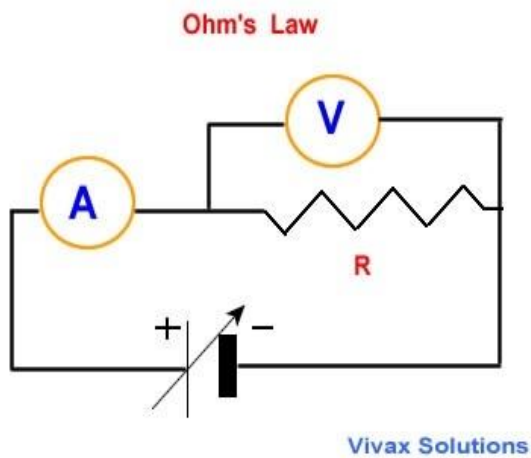 Ohm's Law
V
A
R
+ −
Vivax Solutions